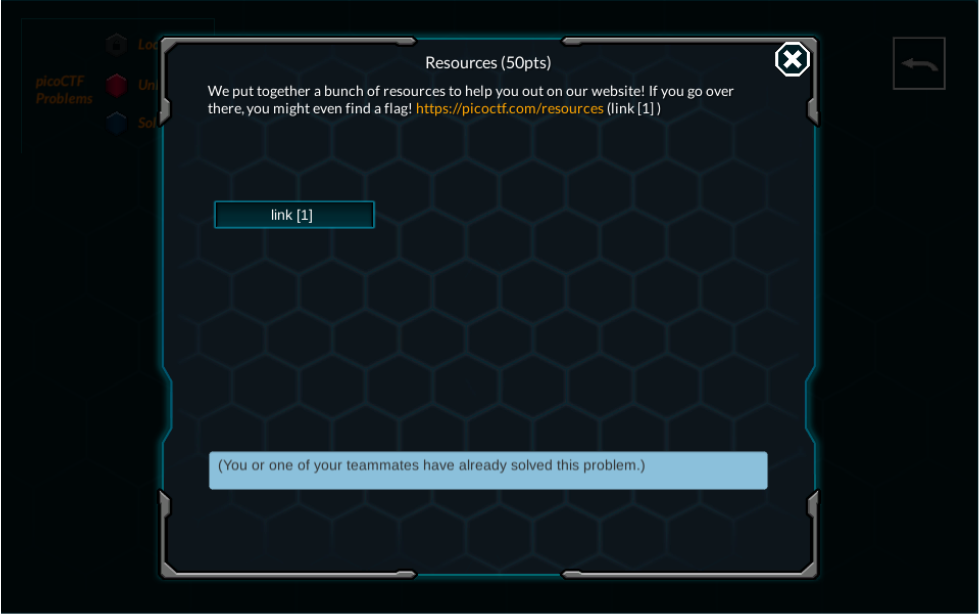 Resources (50pts)
We put together a bunch of resources to help you out on our website! If you go over
there, you might even find a flag! https://picoctf.com/resources (link [1] )
picoCTF
Problems
link [1]
(You or one of your teammates have already solved this problem.)